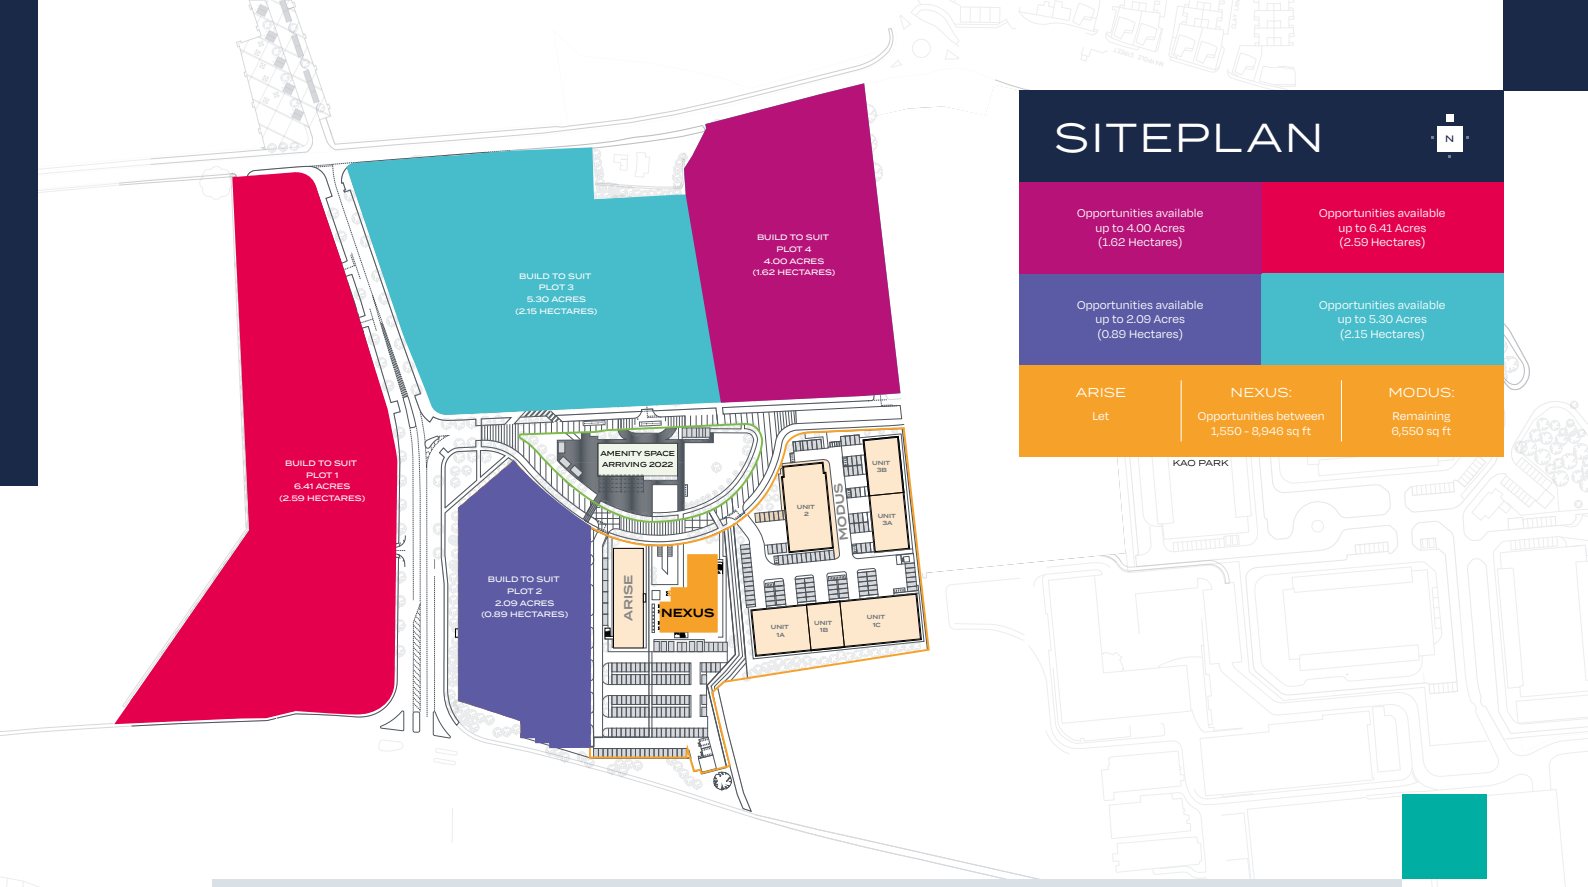 SITEPLAN
N
Opportunities available
up to 4.00 Acres
(1.62 Hectares)
Opportunities available
up to 6.41 Acres
(2.59 Hectares)
Opportunities available
up to 2.09 Acres
(0.89 Hectares)
Opportunities available
up to 5.30 Acres
(2.15 Hectares)
ARISE
Let
NEXUS:
Opportunities between
1,550 - 8,946 sq ft
MODUS:
Remaining
6,550 sq ft
KAO PARK
BUILD TO SUIT
PLOT 4
4.00 ACRES
(1.62 HECTARES)
BUILD TO SUIT
PLOT 3
5.30 ACRES
(2.15 HECTARES)
BUILD TO SUIT
PLOT 1
6.41 ACRES
(2.59 HECTARES)
AMENITY SPACE
ARRIVING 2022
BUILD TO SUIT
PLOT 2
2.09 ACRES
(0.89 HECTARES)
ARISE
NEXUS
MODUS
UNIT
2
UNIT
3B
UNIT
3A
UNIT
1A
UNIT
1B
UNIT
1C